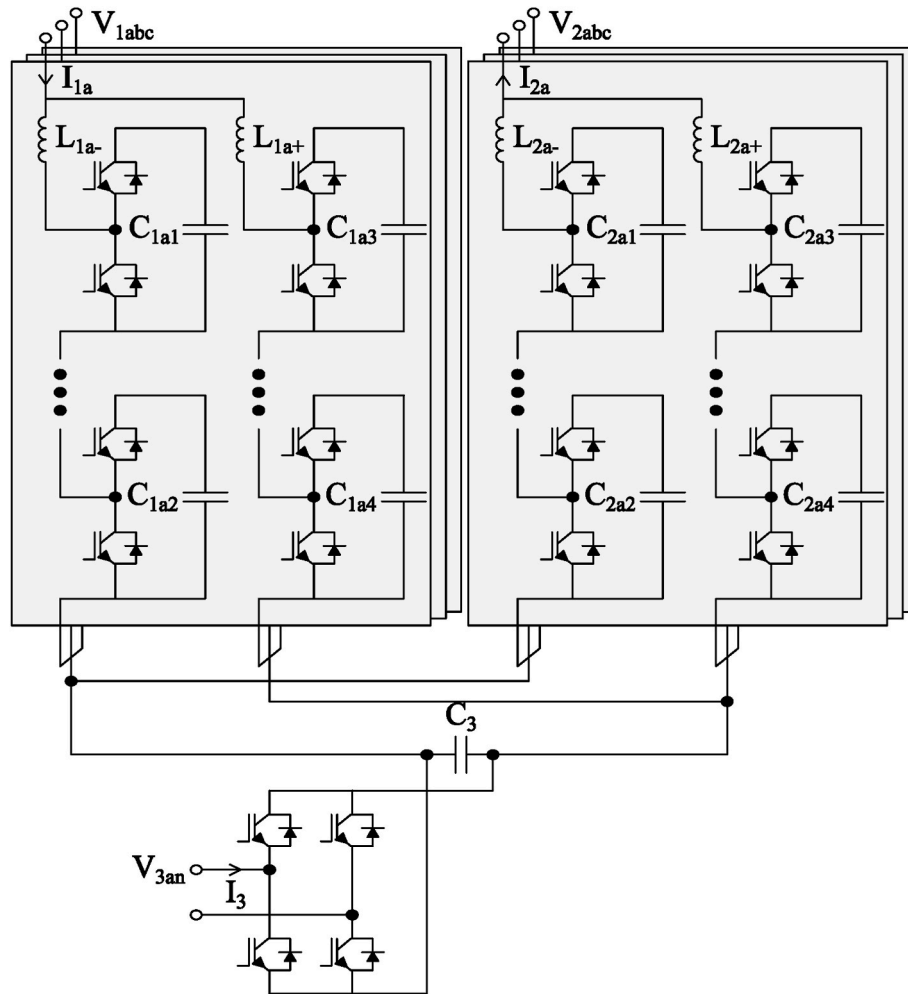 V1abc V2abc
I1a I2a
L1a- L1a+ L2a- L2a+
C1a1 C1a3 C2a1 C2a3
C1a2 C1a4 C2a2 C2a4
C3
V3an
I3